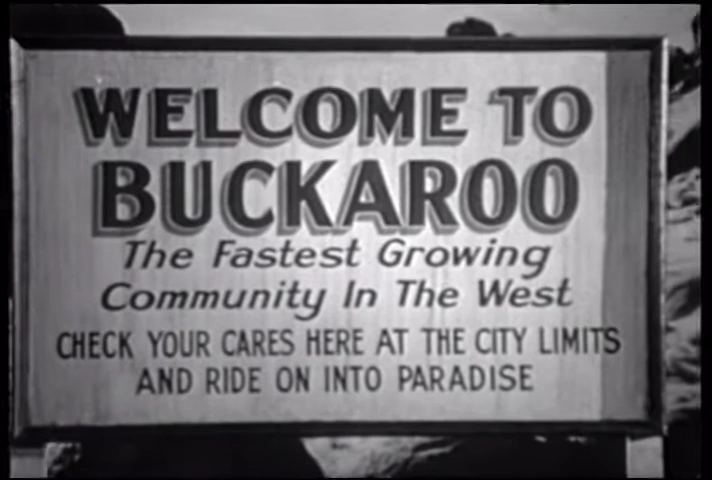 WELCOME TO
BUCKAROO
The Fastest Growing
Community In The West
CHECK YOUR CARES HERE AT THE CITY LIMITS
AND RIDE ON INTO PARADISE